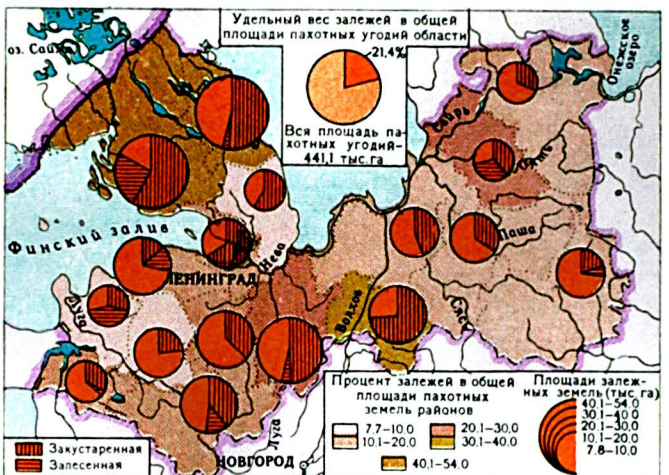 Удельный вес залежей в общей
площади пахотных угодий области
21,4%
Вся площадь па-
хотных угодий-
441,1 тыс.га
оз. Сайма
Онежское
озеро
Свирь
Оять
Финский залив
Нева
ЛЕНИНГРАД
Паша
Луга
Волхов
Сясь
Луга
НОВГОРОД
Закустаренная
Залесенная
Процент залежей в общей
площади пахотных
земель районов
7.7–10,0
10.1–20,0
20.1–30,0
30.1–40.0
40,1–54,0
Площади залеж-
ных земель (тыс. га)
40.1–54.0
30.1–40.0
20.1–30.0
10.1–20.0
7.8–10,0